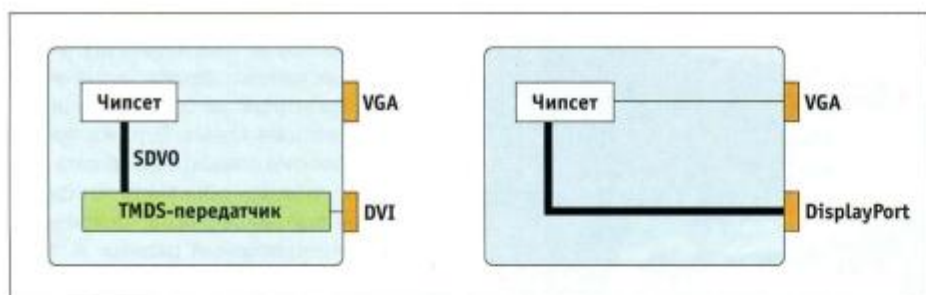 Чипсет
VGA
SDVO
TMDS-передатчик
DVI
Чипсет
VGA
DisplayPort